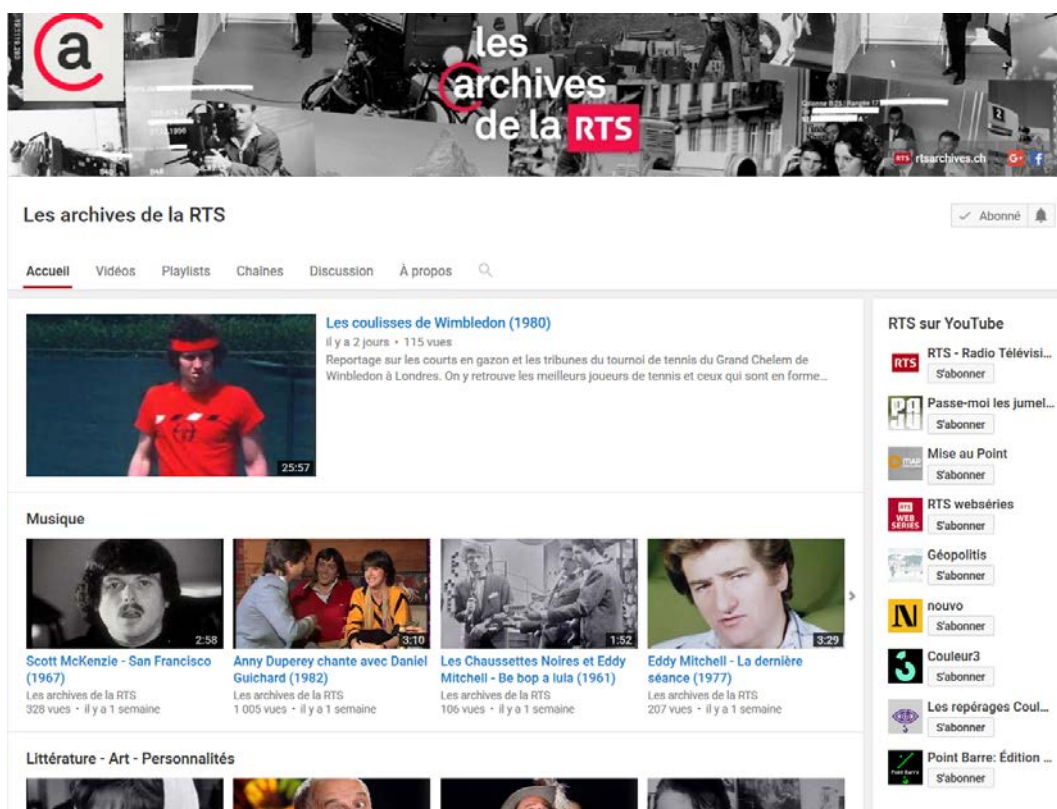 a
les
archives
de la RTS
RTS rtsarchives.ch G+ f
Les archives de la RTS
Abonné
Accueil Vidéos Playlists Chaînes Discussion À propos
Les coulisses de Wimbledon (1980)
il y a 2 jours • 115 vues
Reportage sur les courts en gazon et les tribunes du tournoi de tennis du Grand Chelem de
Winbledon à Londres. On y retrouve les meilleurs joueurs de tennis et ceux qui sont en forme...
25:57
Musique
2:58
Scott McKenzie - San Francisco
(1967)
Les archives de la RTS
328 vues • il y a 1 semaine
3:10
Anny Duperey chante avec Daniel
Guichard (1982)
Les archives de la RTS
1 005 vues • il y a 1 semaine
1:52
Les Chaussettes Noires et Eddy
Mitchell - Be bop a lula (1961)
Les archives de la RTS
106 vues • il y a 1 semaine
3:29
Eddy Mitchell - La dernière
séance (1977)
Les archives de la RTS
207 vues • il y a 1 semaine
Littérature - Art - Personnalités
RTS sur YouTube
RTS
RTS - Radio Télévisi...
S'abonner
Passe-moi les jumel...
S'abonner
Mise au Point
S'abonner
RTS
WEB
SERIES
RTS webséries
S'abonner
Géopolitis
S'abonner
N
nouvo
S'abonner
Couleur3
S'abonner
Les repérages Coul...
S'abonner
Point Barre
Point Barre: Édition ...
S'abonner